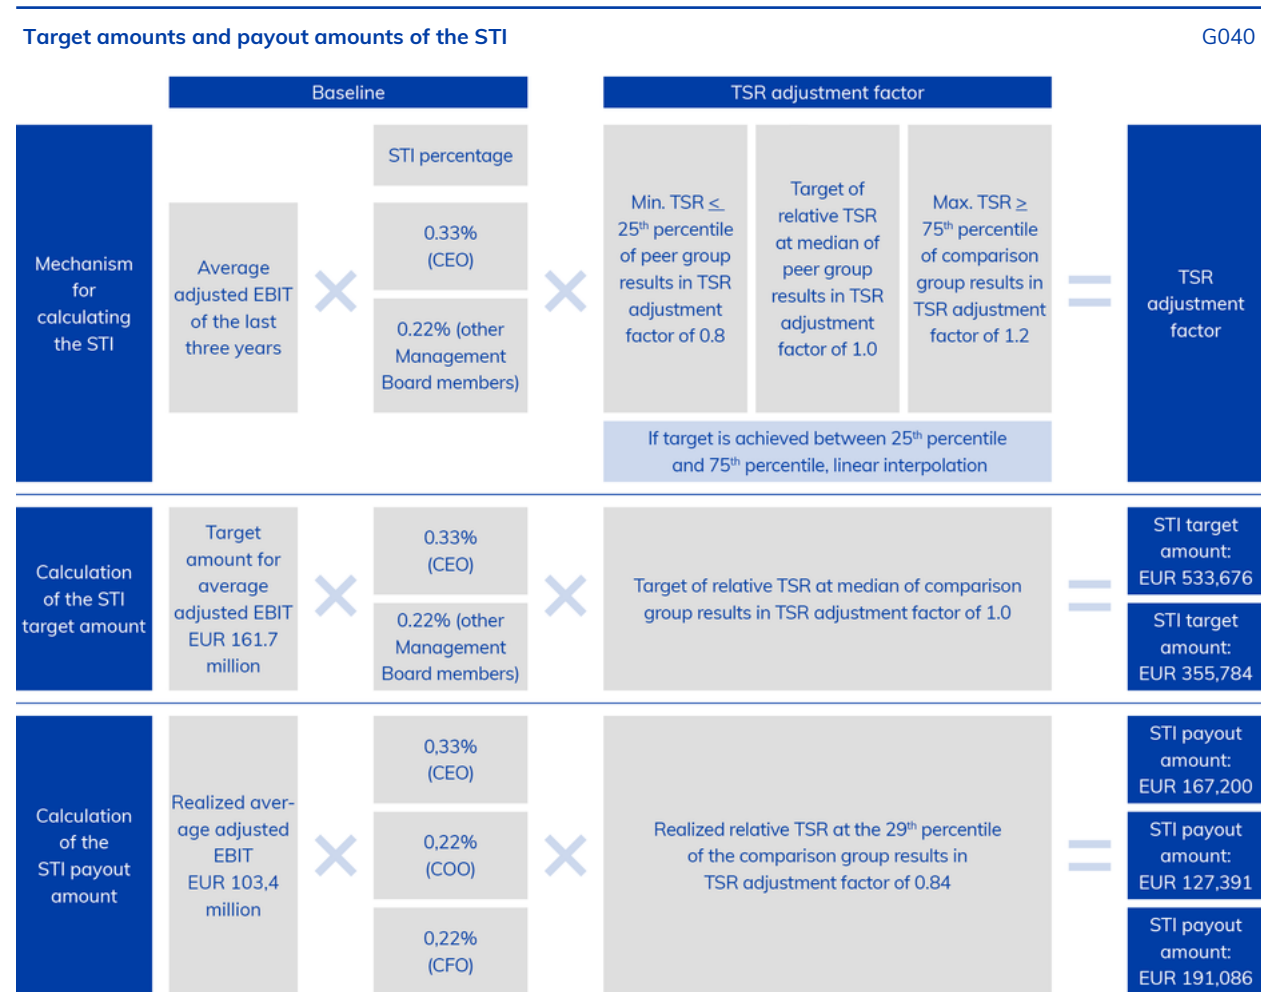 Target amounts and payout amounts of the STI
G040
Baseline
TSR adjustment factor
Mechanism
for
calculating
the STI
Average
adjusted EBIT
of the last
three years
×
STI percentage
0.33%
(CEO)
0.22% (other
Management
Board members)
×
Min. TSR ≤
25th percentile
of peer group
results in TSR
adjustment
factor of 0.8
Target of
relative TSR
at median of
peer group
results in TSR
adjustment
factor of 1.0
Max. TSR ≥
75th percentile
of comparison
group results in
TSR adjustment
factor of 1.2
If target is achieved between 25th percentile
and 75th percentile, linear interpolation
=
TSR
adjustment
factor
Calculation
of the STI
target amount
Target
amount for
average
adjusted EBIT
EUR 161.7
million
×
0.33%
(CEO)
0.22% (other
Management
Board members)
×
Target of relative TSR at median of comparison
group results in TSR adjustment factor of 1.0
=
STI target
amount:
EUR 533,676
STI target
amount:
EUR 355,784
Calculation
of the
STI payout
amount
Realized aver-
age adjusted
EBIT
EUR 103,4
million
×
0,33%
(CEO)
0,22%
(COO)
0,22%
(CFO)
×
Realized relative TSR at the 29th percentile
of the comparison group results in
TSR adjustment factor of 0.84
=
STI payout
amount:
EUR 167,200
STI payout
amount:
EUR 127,391
STI payout
amount:
EUR 191,086